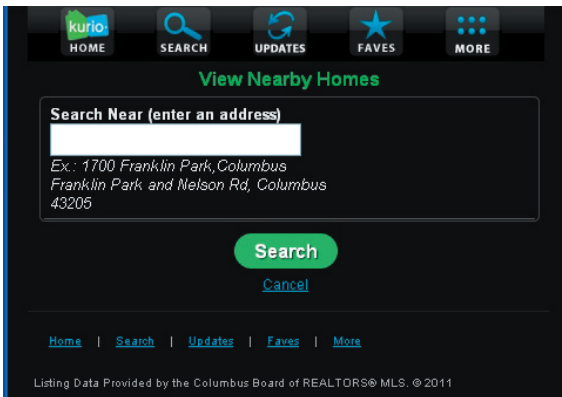 kurio
HOME SEARCH UPDATES FAVES MORE
View Nearby Homes
Search Near (enter an address)
Ex.: 1700 Franklin Park,Columbus
Franklin Park and Nelson Rd, Columbus
43205
Search
Cancel
Home | Search | Updates | Faves | More
Listing Data Provided by the Columbus Board of REALTORS® MLS. © 2011